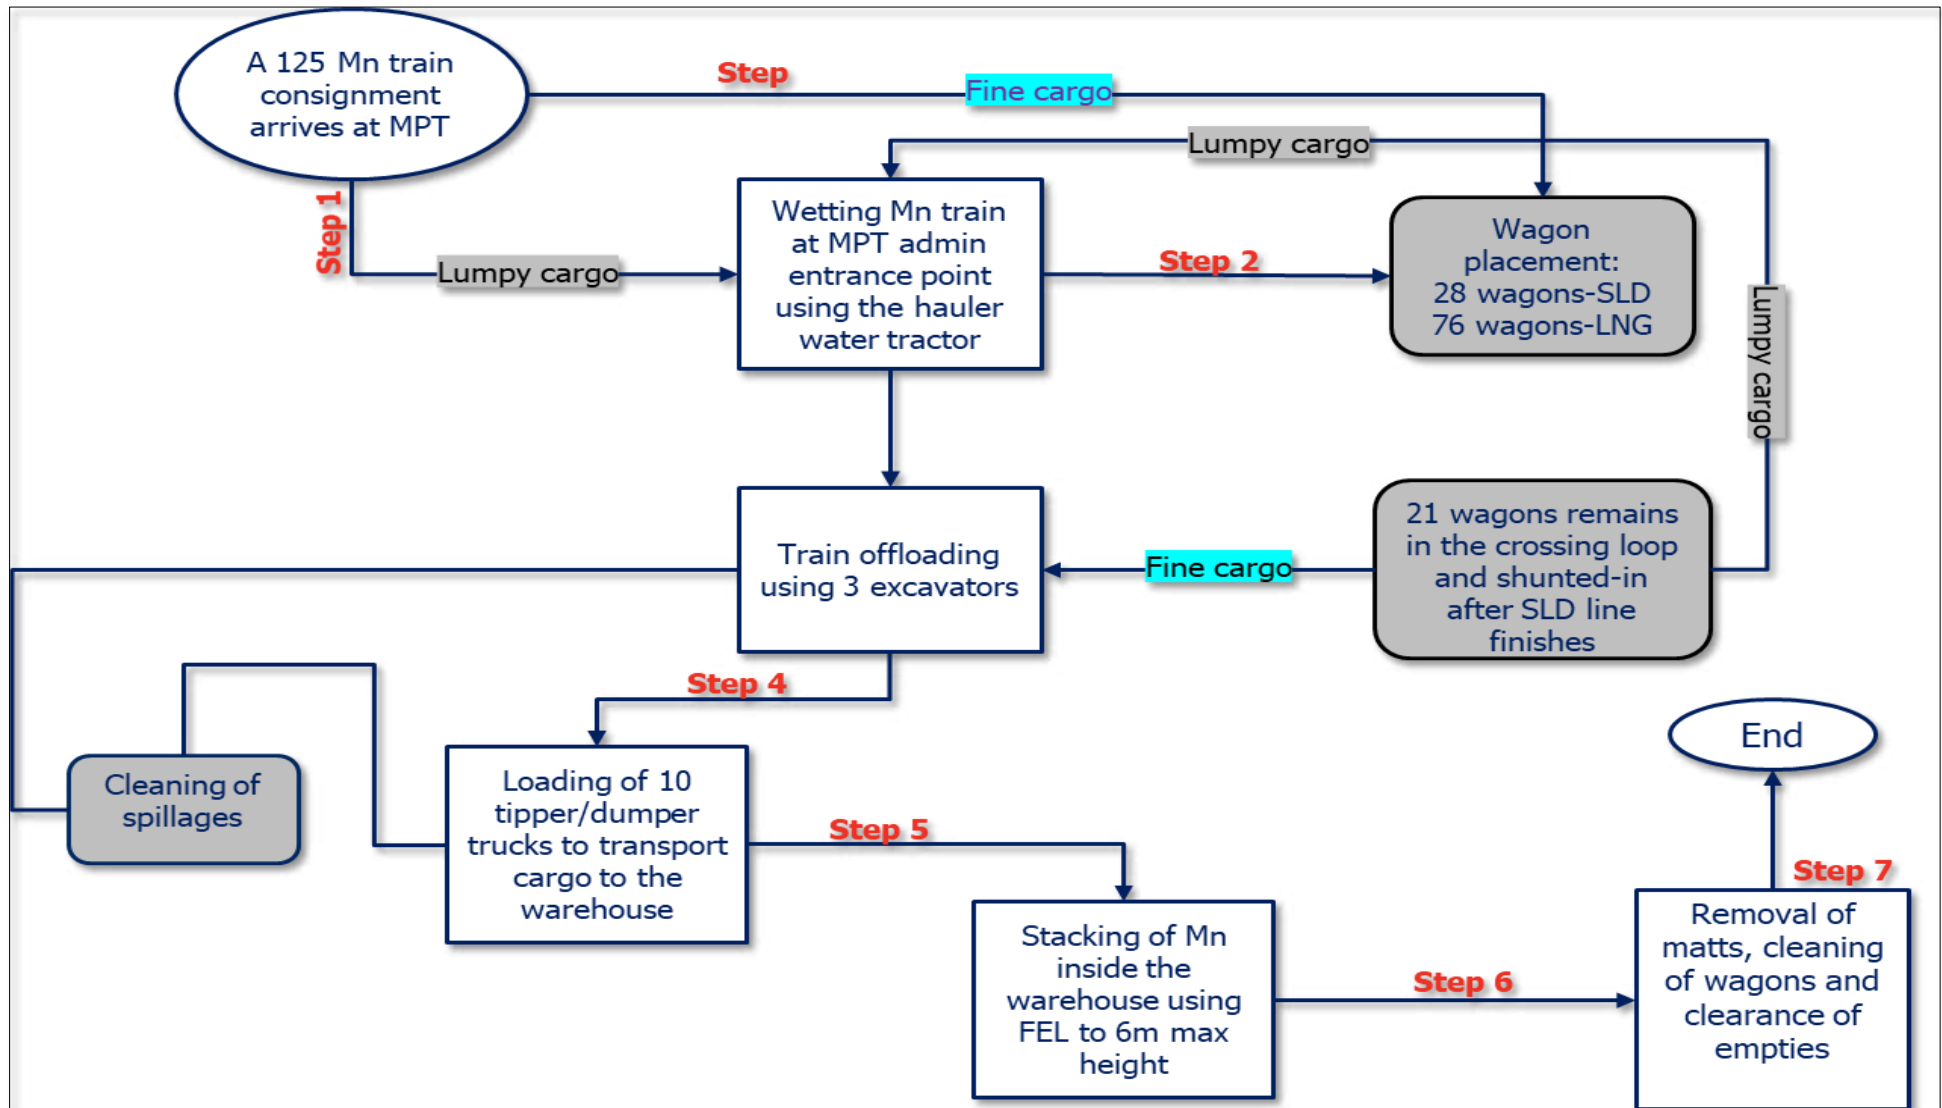 A 125 Mn train
consignment
arrives at MPT
Step
Fine cargo
Lumpy cargo
Step 1
Lumpy cargo
Wetting Mn train
at MPT admin
entrance point
using the hauler
water tractor
Step 2
Wagon
placement:
28 wagons-SLD
76 wagons-LNG
Lumpy cargo
Train offloading
using 3 excavators
Fine cargo
21 wagons remains
in the crossing loop
and shunted-in
after SLD line
finishes
Step 4
Cleaning of
spillages
Loading of 10
tipper/dumper
trucks to transport
cargo to the
warehouse
Step 5
Stacking of Mn
inside the
warehouse using
FEL to 6m max
height
Step 6
End
Step 7
Removal of
matts, cleaning
of wagons and
clearance of
empties